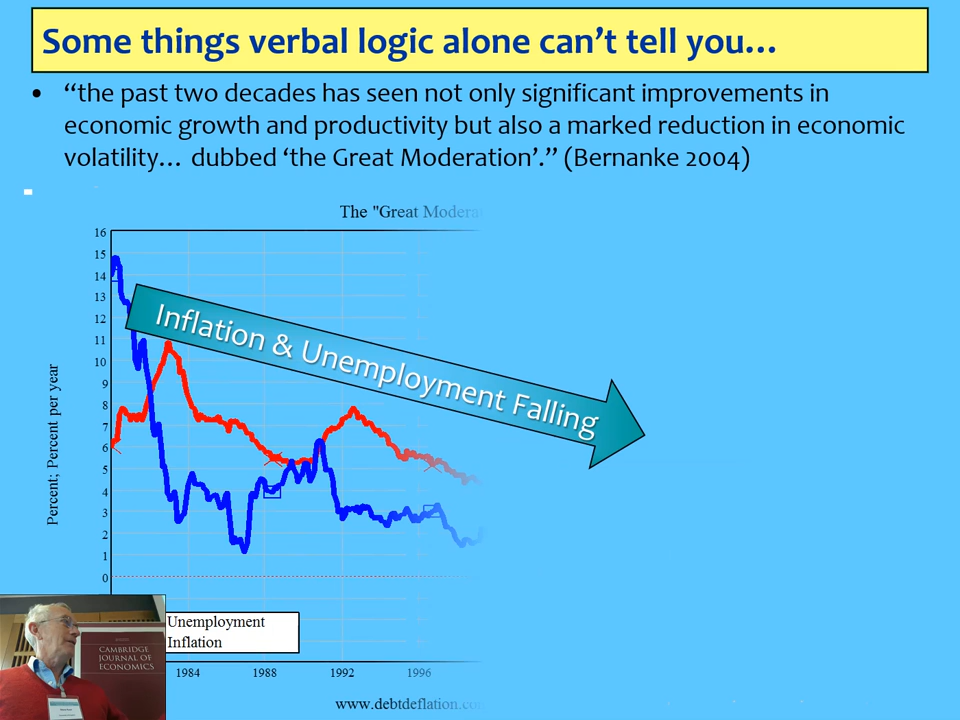 Some things verbal logic alone can’t tell you…
• “the past two decades has seen not only significant improvements in
economic growth and productivity but also a marked reduction in economic
volatility… dubbed ‘the Great Moderation’.” (Bernanke 2004)
The "Great Modera
16
15
14
13
12
11
10
9
8
7
6
5
4
3
2
1
0
Percent; Percent per year
Inflation & Unemployment Falling
Unemployment
Inflation
1984 1988 1992 1996
www.debtdeflation.co
CAMBRIDGE
JOURNAL OF
ECONOMICS